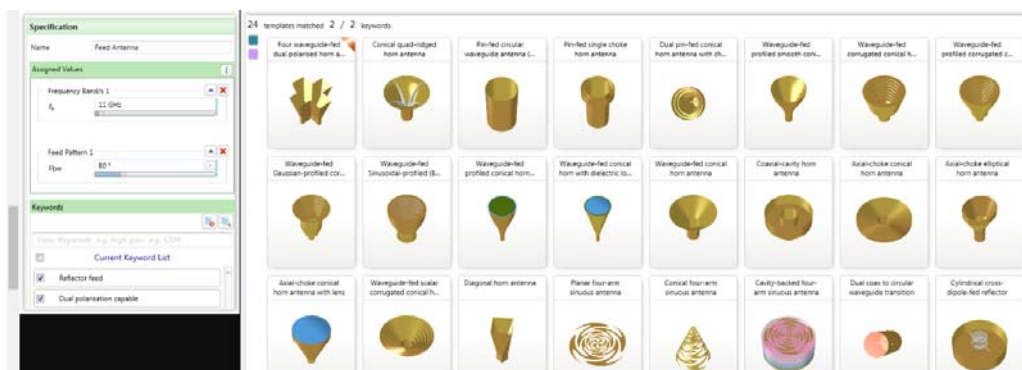 Specification
Name Feed Antenna
Assigned Values
Frequency Band/s 1
f₀ 11 GHz
Feed Pattern 1
Fbw 80 °
Keywords
Enter Keywords e.g. high gain e.g. GSM
Current Keyword List
Reflector feed
Dual polarisation capable
24 templates matched 2 / 2 keywords
Four waveguide-fed
dual polarised horn a...
Conical quad-ridged
horn antenna
Pin-fed circular
waveguide antenna (...
Pin-fed single choke
horn antenna
Dual pin-fed conical
horn antenna with ch...
Waveguide-fed
profiled smooth coni...
Waveguide-fed
corrugated conical h...
Waveguide-fed
profiled corrugated c...
Waveguide-fed
Gaussian-profiled cor...
Waveguide-fed
Sinusoidal-profiled (B...
Waveguide-fed
profiled conical horn...
Waveguide-fed conical
horn with dielectric lo...
Waveguide-fed conical
horn antenna
Coaxial-cavity horn
antenna
Axial-choke conical
horn antenna
Axial-choke elliptical
horn antenna
Axial-choke conical
horn antenna with lens
Waveguide-fed scalar
corrugated conical h...
Diagonal horn antenna
Planar four-arm
sinuous antenna
Conical four-arm
sinuous antenna
Cavity-backed four-
arm sinuous antenna
Dual coax to circular
waveguide transition
Cylindrical cross-
dipole-fed reflector